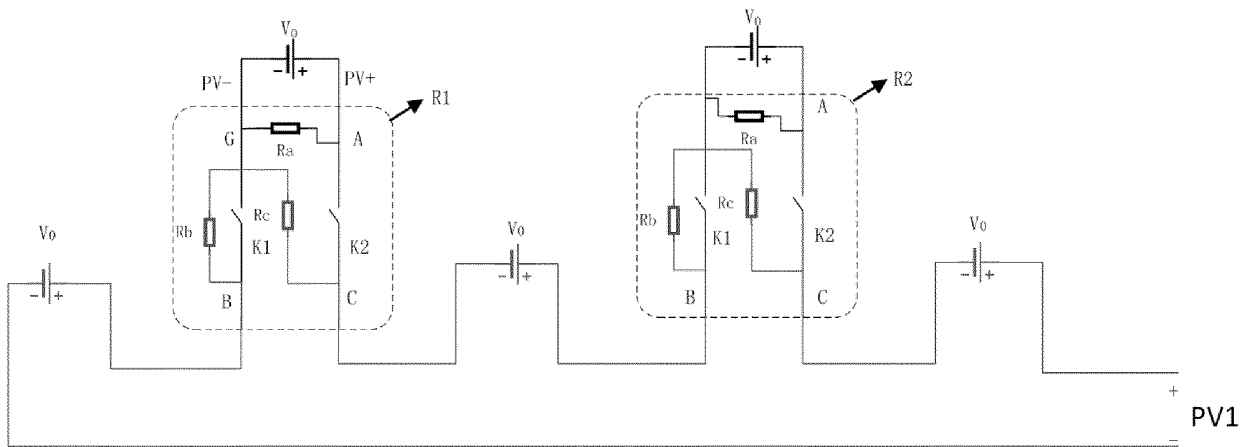 V₀
- +
PV- PV+
R1
G Ra A
Rb Rc
K1 K2
B C
V₀
- +
R2
A
Ra
Rb Rc
K1 K2
B C
V₀
- +
V₀
- +
V₀
- +
+
PV1
-